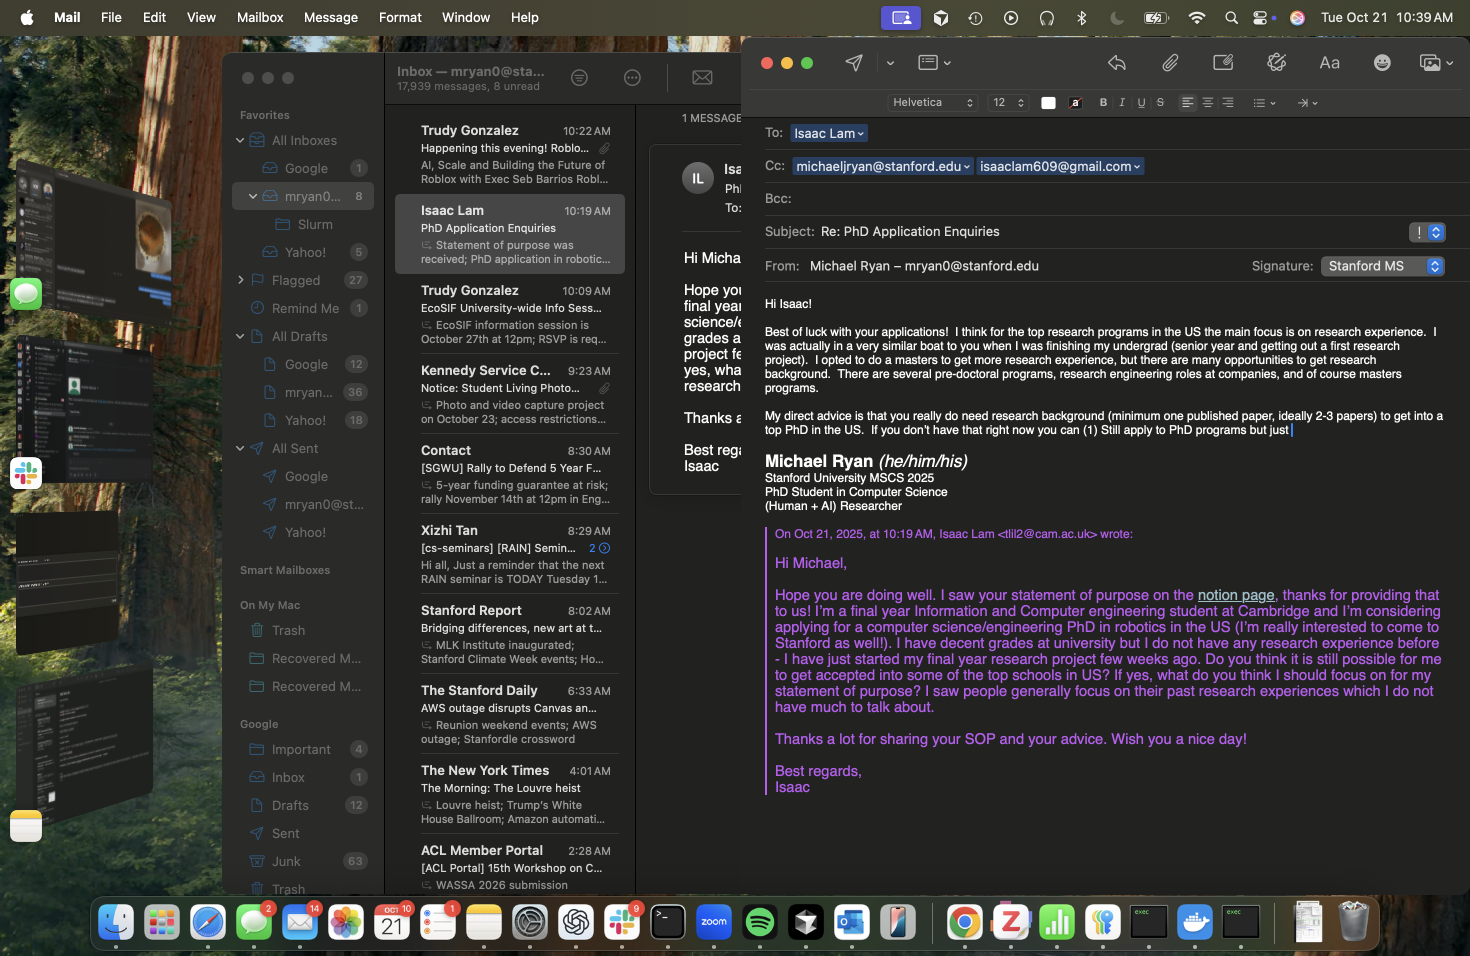 Mail File Edit View Mailbox Message Format Window Help
Tue Oct 21 10:39 AM
Favorites
All Inboxes
Google 1
mryan0... 8
Slurm
Yahoo! 5
Flagged 27
Remind Me 1
All Drafts
Google 12
mryan... 36
Yahoo! 18
All Sent
Google
mryan0@st...
Yahoo!
Smart Mailboxes
On My Mac
Trash
Recovered M...
Recovered M...
Google
Important 4
Inbox 1
Drafts 12
Sent
Junk 63
Trash
Inbox — mryan0@sta...
17,939 messages, 8 unread
Trudy Gonzalez 10:22 AM
Happening this evening! Roblo...
AI, Scale and Building the Future of
Roblox with Exec Seb Barrios Robl...
Isaac Lam 10:19 AM
PhD Application Enquiries
Statement of purpose was
received; PhD application in robotic...
Trudy Gonzalez 10:09 AM
EcoSIF University-wide Info Sess...
EcoSIF information session is
October 27th at 12pm; RSVP is req...
Kennedy Service C... 9:23 AM
Notice: Student Living Photo...
Photo and video capture project
on October 23; access restrictions...
Contact 8:30 AM
[SGWU] Rally to Defend 5 Year F...
5-year funding guarantee at risk;
rally November 14th at 12pm in Eng...
Xizhi Tan 8:29 AM
[cs-seminars] [RAIN] Semin... 2
Hi all, Just a reminder that the next
RAIN seminar is TODAY Tuesday 1...
Stanford Report 8:02 AM
Bridging differences, new art at t...
MLK Institute inaugurated;
Stanford Climate Week events; Ho...
The Stanford Daily 6:33 AM
AWS outage disrupts Canvas an...
Reunion weekend events; AWS
outage; Stanfordle crossword
The New York Times 4:01 AM
The Morning: The Louvre heist
Louvre heist; Trump's White
House Ballroom; Amazon automati...
ACL Member Portal 2:28 AM
[ACL Portal] 15th Workshop on C...
WASSA 2026 submission
1 MESSAGE
IL
Isa
Ph
To:
Hi Micha
Hope you
final year
science/e
grades a
project fe
yes, wha
research
Thanks a
Best rega
Isaac
Aa
Helvetica 12 a B I U S
To: Isaac Lam
Cc: michaeljryan@stanford.edu isaaclam609@gmail.com
Bcc:
Subject: Re: PhD Application Enquiries !
From: Michael Ryan – mryan0@stanford.edu Signature: Stanford MS
Hi Isaac!
Best of luck with your applications! I think for the top research programs in the US the main focus is on research experience. I
was actually in a very similar boat to you when I was finishing my undergrad (senior year and getting out a first research
project). I opted to do a masters to get more research experience, but there are many opportunities to get research
background. There are several pre-doctoral programs, research engineering roles at companies, and of course masters
programs.
My direct advice is that you really do need research background (minimum one published paper, ideally 2-3 papers) to get into a
top PhD in the US. If you don't have that right now you can (1) Still apply to PhD programs but just
Michael Ryan (he/him/his)
Stanford University MSCS 2025
PhD Student in Computer Science
(Human + AI) Researcher
On Oct 21, 2025, at 10:19 AM, Isaac Lam <tlil2@cam.ac.uk> wrote:
Hi Michael,
Hope you are doing well. I saw your statement of purpose on the notion page, thanks for providing that
to us! I'm a final year Information and Computer engineering student at Cambridge and I'm considering
applying for a computer science/engineering PhD in robotics in the US (I'm really interested to come to
Stanford as well!). I have decent grades at university but I do not have any research experience before
- I have just started my final year research project few weeks ago. Do you think it is still possible for me
to get accepted into some of the top schools in US? If yes, what do you think I should focus on for my
statement of purpose? I saw people generally focus on their past research experiences which I do not
have much to talk about.
Thanks a lot for sharing your SOP and your advice. Wish you a nice day!
Best regards,
Isaac
2
14
OCT 10
21
1
9
zoom
Z
exec
exec